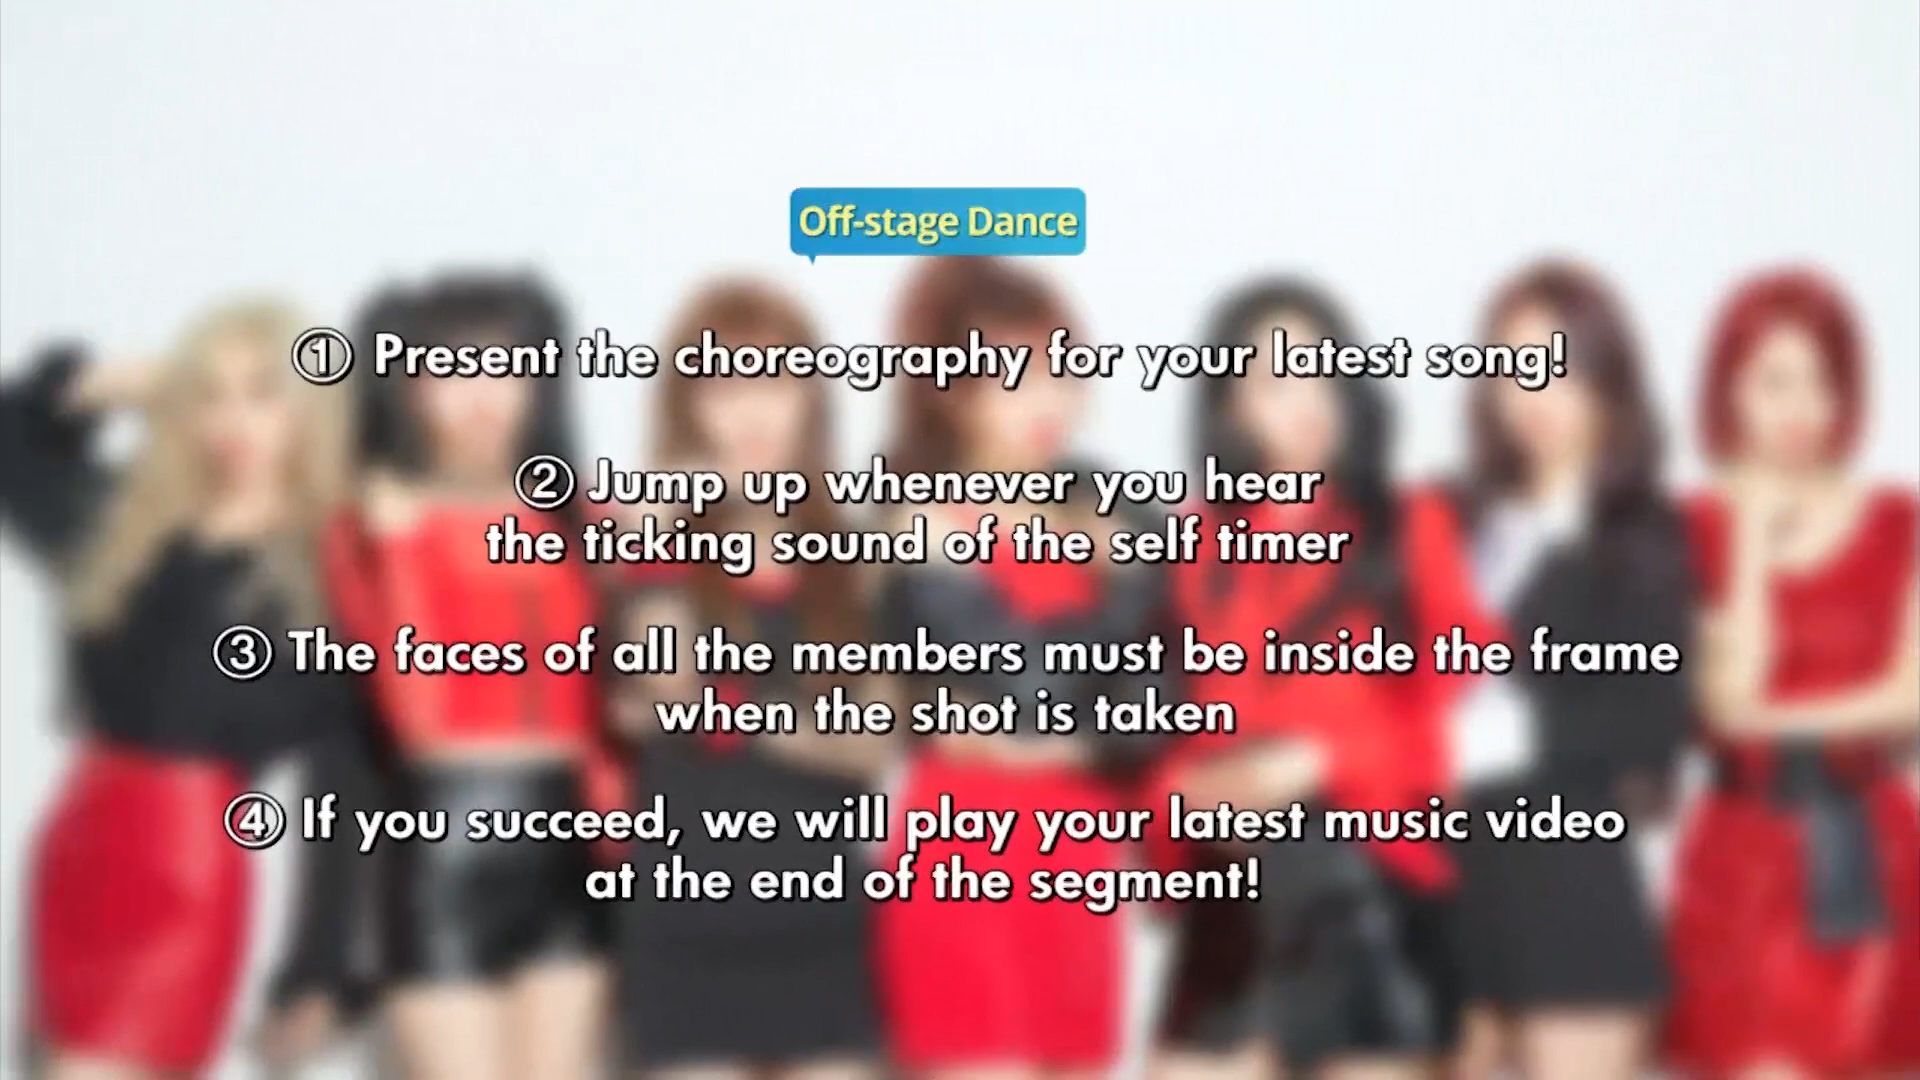 Off-stage Dance
① Present the choreography for your latest song!
② Jump up whenever you hear
the ticking sound of the self timer
③ The faces of all the members must be inside the frame
when the shot is taken
④ If you succeed, we will play your latest music video
at the end of the segment!